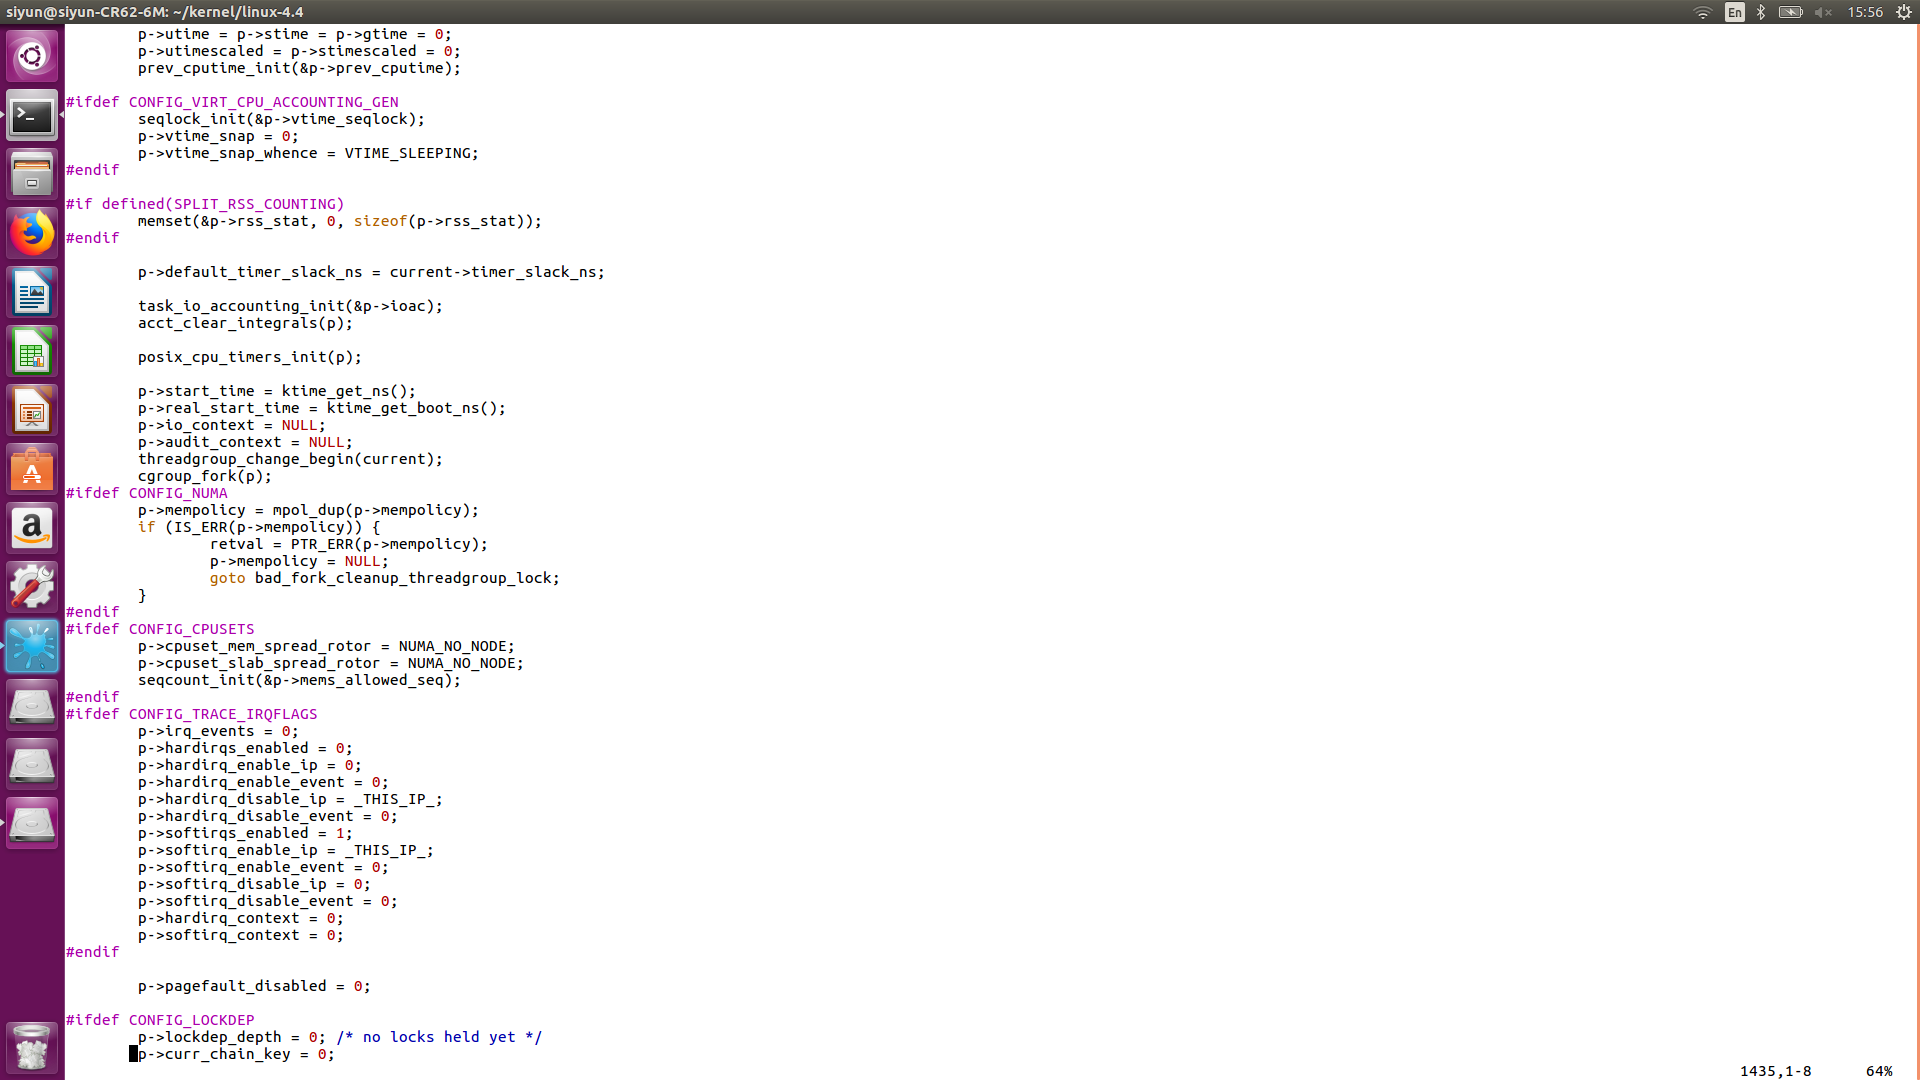 siyun@siyun-CR62-6M: ~/kernel/linux-4.4
En
15:56
p->utime = p->stime = p->gtime = 0;
p->utimescaled = p->stimescaled = 0;
prev_cputime_init(&p->prev_cputime);
#ifdef CONFIG_VIRT_CPU_ACCOUNTING_GEN
seqlock_init(&p->vtime_seqlock);
p->vtime_snap = 0;
p->vtime_snap_whence = VTIME_SLEEPING;
#endif
#if defined(SPLIT_RSS_COUNTING)
memset(&p->rss_stat, 0, sizeof(p->rss_stat));
#endif
p->default_timer_slack_ns = current->timer_slack_ns;
task_io_accounting_init(&p->ioac);
acct_clear_integrals(p);
posix_cpu_timers_init(p);
p->start_time = ktime_get_ns();
p->real_start_time = ktime_get_boot_ns();
p->io_context = NULL;
p->audit_context = NULL;
threadgroup_change_begin(current);
cgroup_fork(p);
#ifdef CONFIG_NUMA
p->mempolicy = mpol_dup(p->mempolicy);
if (IS_ERR(p->mempolicy)) {
retval = PTR_ERR(p->mempolicy);
p->mempolicy = NULL;
goto bad_fork_cleanup_threadgroup_lock;
}
#endif
#ifdef CONFIG_CPUSETS
p->cpuset_mem_spread_rotor = NUMA_NO_NODE;
p->cpuset_slab_spread_rotor = NUMA_NO_NODE;
seqcount_init(&p->mems_allowed_seq);
#endif
#ifdef CONFIG_TRACE_IRQFLAGS
p->irq_events = 0;
p->hardirqs_enabled = 0;
p->hardirq_enable_ip = 0;
p->hardirq_enable_event = 0;
p->hardirq_disable_ip = _THIS_IP_;
p->hardirq_disable_event = 0;
p->softirqs_enabled = 1;
p->softirq_enable_ip = _THIS_IP_;
p->softirq_enable_event = 0;
p->softirq_disable_ip = 0;
p->softirq_disable_event = 0;
p->hardirq_context = 0;
p->softirq_context = 0;
#endif
p->pagefault_disabled = 0;
#ifdef CONFIG_LOCKDEP
p->lockdep_depth = 0; /* no locks held yet */
p->curr_chain_key = 0;
1435,1-8 64%